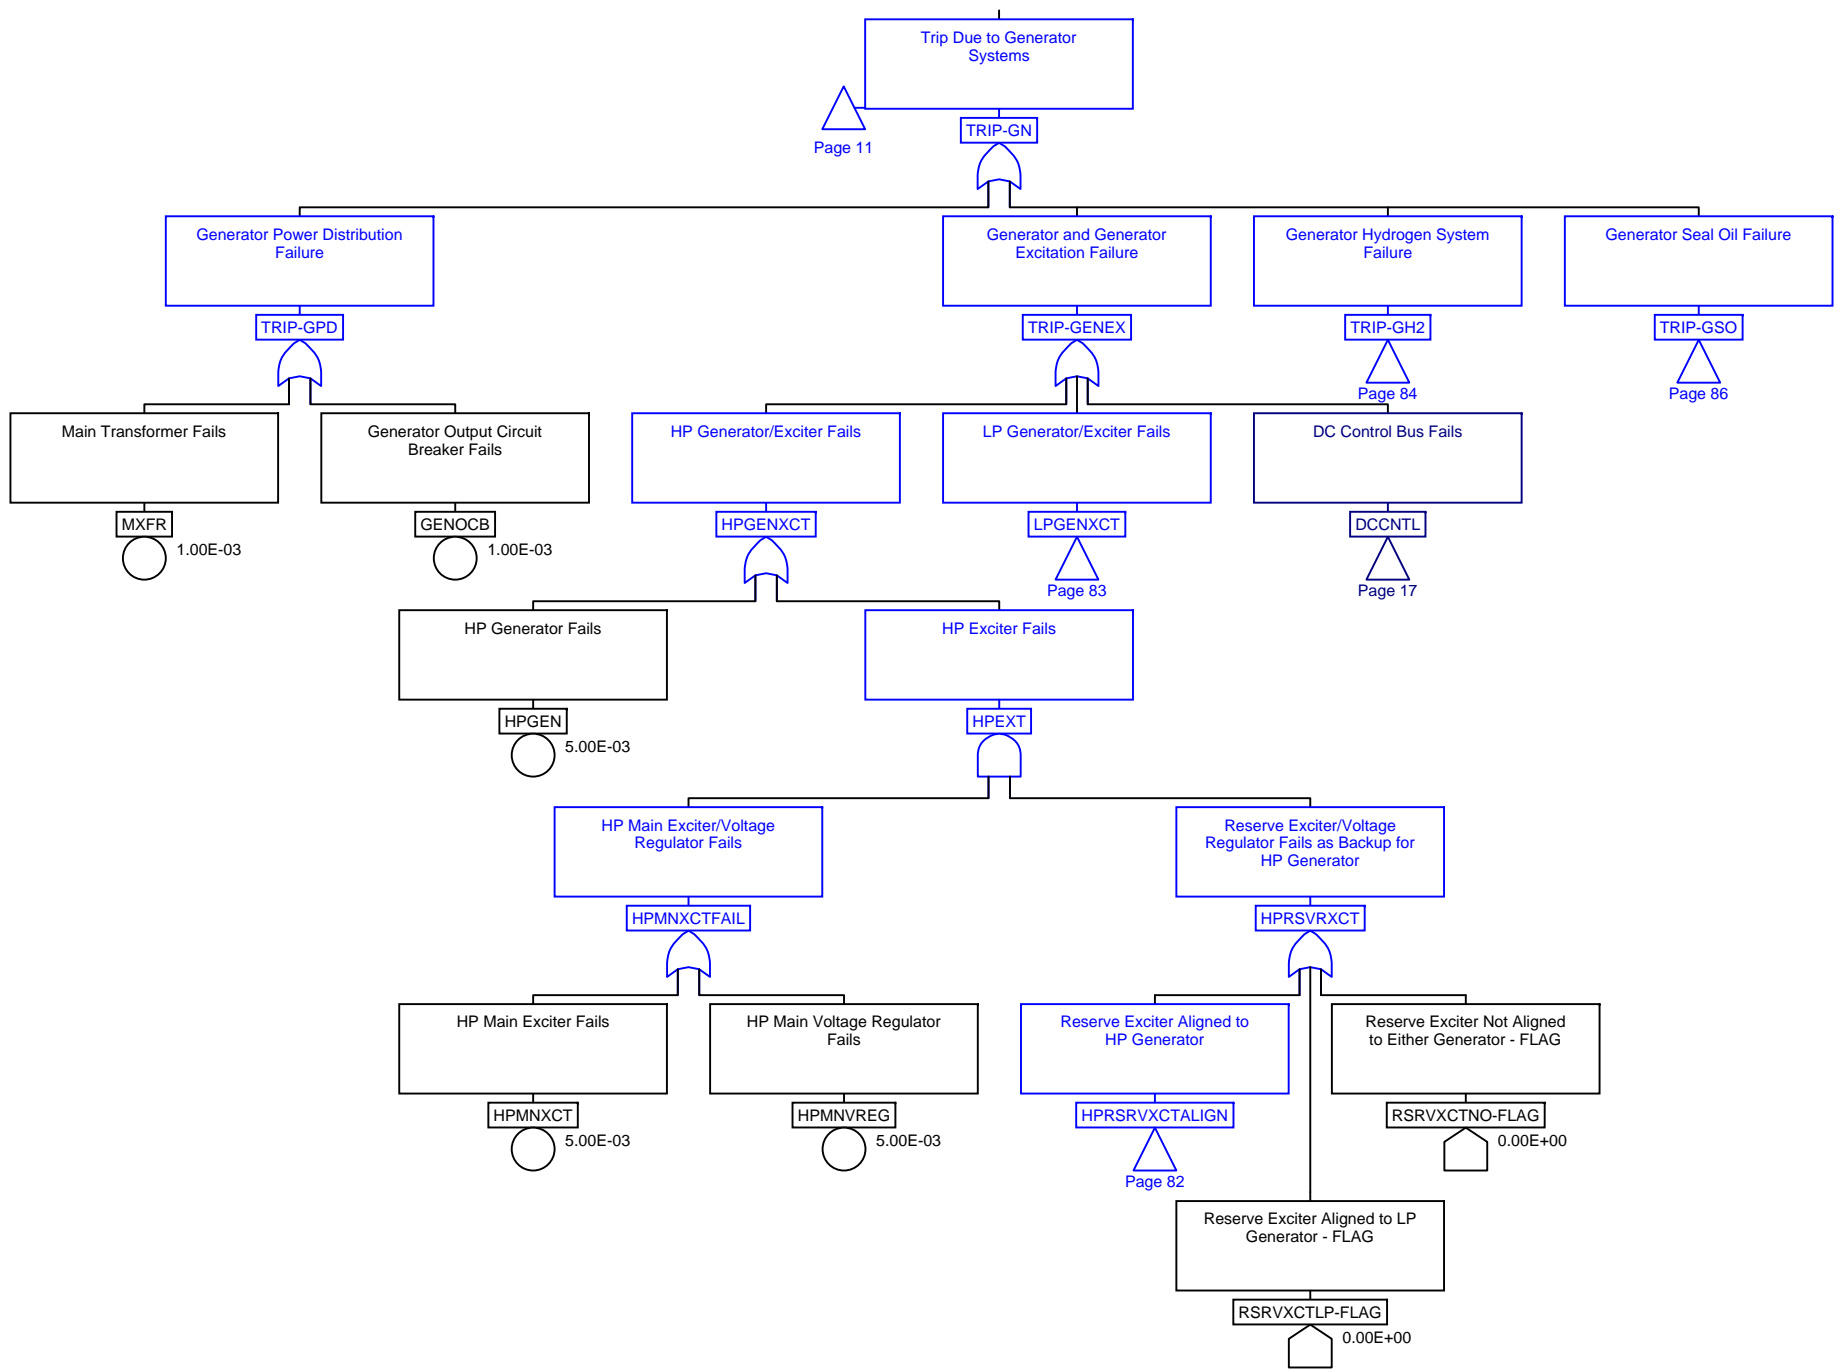 Trip Due to Generator
Systems
Page 11
TRIP-GN
Generator Power Distribution
Failure
TRIP-GPD
Generator and Generator
Excitation Failure
TRIP-GENEX
Generator Hydrogen System
Failure
TRIP-GH2
Page 84
Generator Seal Oil Failure
TRIP-GSO
Page 86
Main Transformer Fails
MXFR
1.00E-03
Generator Output Circuit
Breaker Fails
GENOCB
1.00E-03
HP Generator/Exciter Fails
HPGENXCT
LP Generator/Exciter Fails
LPGENXCT
Page 83
DC Control Bus Fails
DCCNTL
Page 17
HP Generator Fails
HPGEN
5.00E-03
HP Exciter Fails
HPEXT
HP Main Exciter/Voltage
Regulator Fails
HPMNXCTFAIL
Reserve Exciter/Voltage
Regulator Fails as Backup for
HP Generator
HPRSVRXCT
HP Main Exciter Fails
HPMNXCT
5.00E-03
HP Main Voltage Regulator
Fails
HPMNVREG
5.00E-03
Reserve Exciter Aligned to
HP Generator
HPRSRVXCTALIGN
Page 82
Reserve Exciter Not Aligned
to Either Generator - FLAG
RSRVXCTNO-FLAG
0.00E+00
Reserve Exciter Aligned to LP
Generator - FLAG
RSRVXCTLP-FLAG
0.00E+00